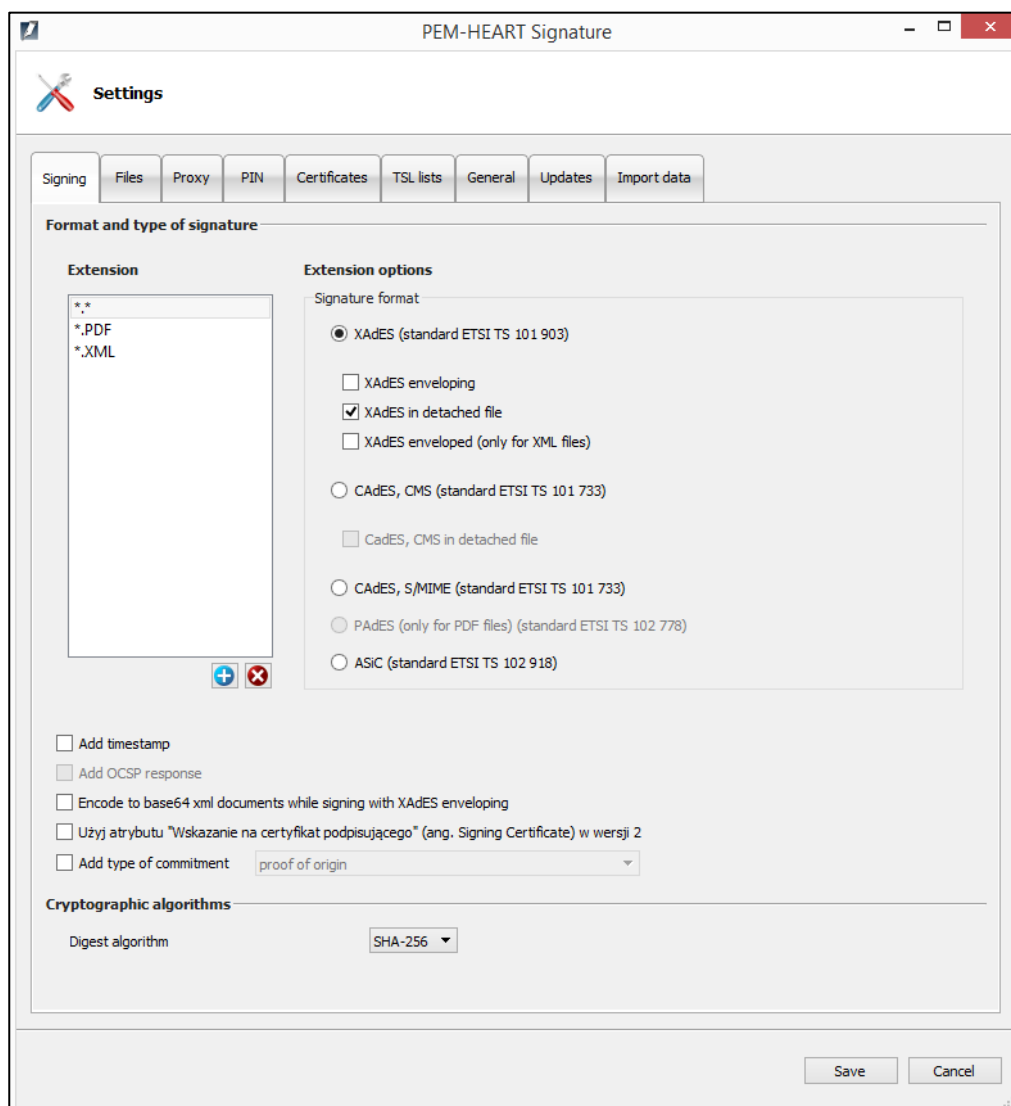 PEM-HEART Signature
Settings
Signing Files Proxy PIN Certificates TSL lists General Updates Import data
Format and type of signature
Extension
*.*
*.PDF
*.XML
Extension options
Signature format
XAdES (standard ETSI TS 101 903)
XAdES enveloping
XAdES in detached file
XAdES enveloped (only for XML files)
CAdES, CMS (standard ETSI TS 101 733)
CadES, CMS in detached file
CAdES, S/MIME (standard ETSI TS 101 733)
PAdES (only for PDF files) (standard ETSI TS 102 778)
ASiC (standard ETSI TS 102 918)
Add timestamp
Add OCSP response
Encode to base64 xml documents while signing with XAdES enveloping
Użyj atrybutu "Wskazanie na certyfikat podpisującego" (ang. Signing Certificate) w wersji 2
Add type of commitment proof of origin
Cryptographic algorithms
Digest algorithm SHA-256
Save Cancel